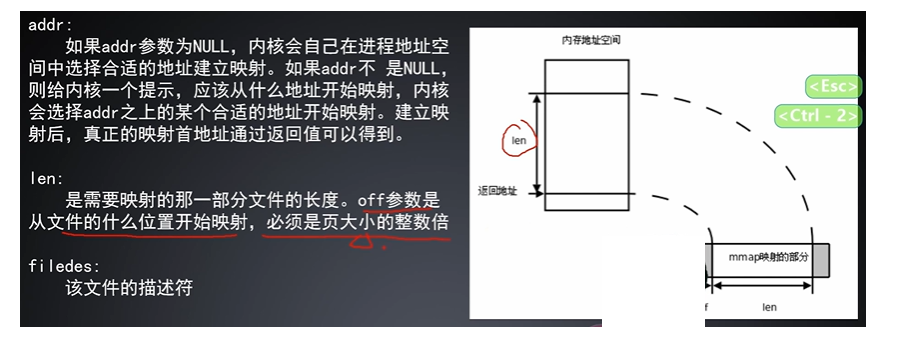 addr:
如果addr参数为NULL，内核会自己在进程地址空
间中选择合适的地址建立映射。如果addr不 是NULL，
则给内核一个提示，应该从什么地址开始映射，内核
会选择addr之上的某个合适的地址开始映射。建立映
射后，真正的映射首地址通过返回值可以得到。
len:
是需要映射的那一部分文件的长度。off参数是
从文件的什么位置开始映射，必须是页大小的整数倍
filedes:
该文件的描述符
内存地址空间
<Esc>
<Ctrl - 2>
len
返回地址
mmap映射的部分
f
len